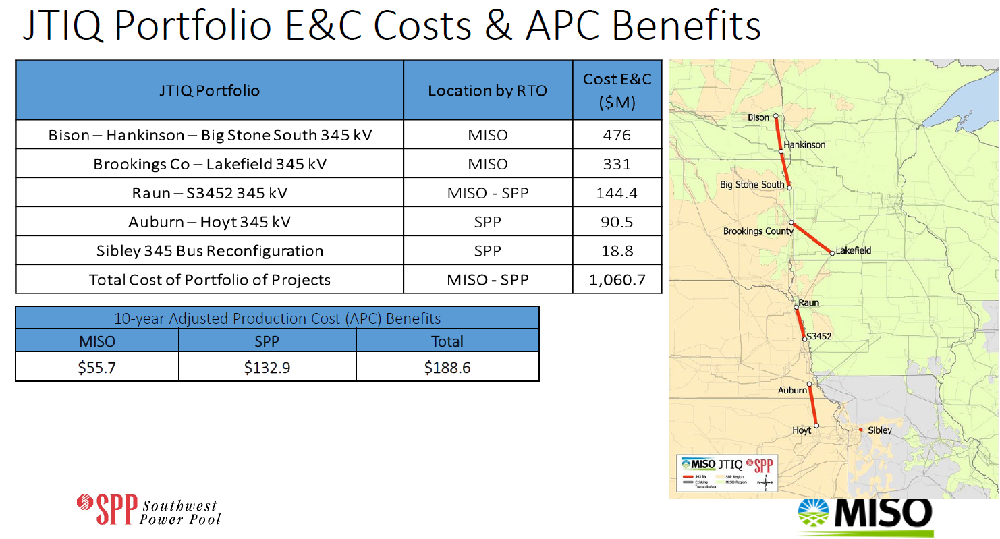 JTIQ Portfolio E&C Costs & APC Benefits
JTIQ Portfolio Location by RTO Cost E&C
($M)
Bison – Hankinson – Big Stone South 345 kV MISO 476
Brookings Co – Lakefield 345 kV MISO 331
Raun – S3452 345 kV MISO - SPP 144.4
Auburn – Hoyt 345 kV SPP 90.5
Sibley 345 Bus Reconfiguration SPP 18.8
Total Cost of Portfolio of Projects MISO - SPP 1,060.7
10-year Adjusted Production Cost (APC) Benefits
MISO SPP Total
$55.7 $132.9 $188.6
Bison
Hankinson
Big Stone South
Brookings County
Lakefield
Raun
S3452
Auburn
Hoyt
Sibley
MISO JTIQ SPP
345 kV SPP Region
Existing MISO Region
Transmission
N
W E
S
SPP Southwest
Power Pool
MISO